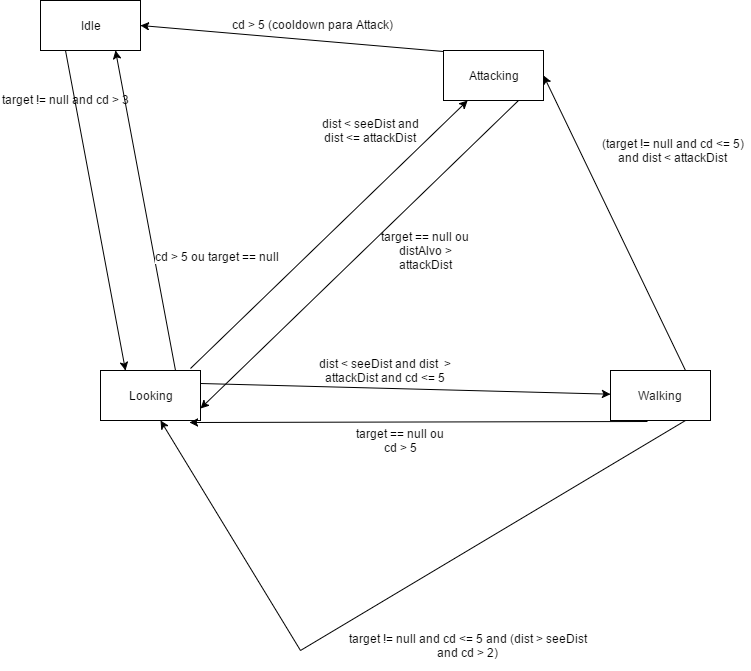 Idle
cd > 5 (cooldown para Attack)
Attacking
target != null and cd > 3
dist < seeDist and
dist <= attackDist
(target != null and cd <= 5)
and dist < attackDist
target == null ou
distAlvo >
attackDist
cd > 5 ou target == null
dist < seeDist and dist >
attackDist and cd <= 5
Looking
Walking
target == null ou
cd > 5
target != null and cd <= 5 and (dist > seeDist
and cd > 2)